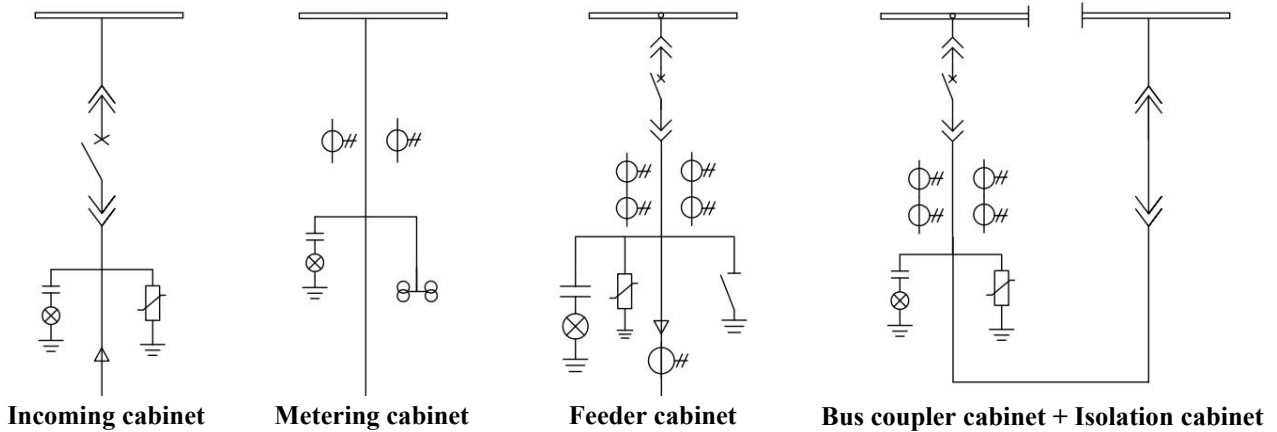 Incoming cabinet
Metering cabinet
Feeder cabinet
Bus coupler cabinet + Isolation cabinet